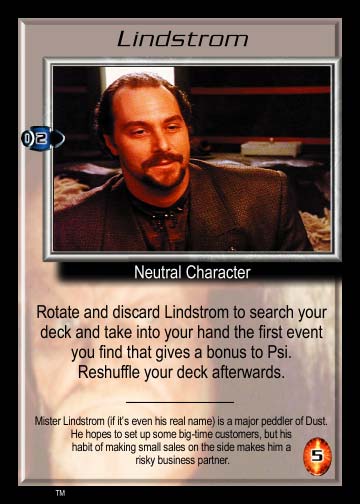 Lindstrom
2
Neutral Character
Rotate and discard Lindstrom to search your
deck and take into your hand the first event
you find that gives a bonus to Psi.
Reshuffle your deck afterwards.
Mister Lindstrom (if it's even his real name) is a major peddler of Dust.
He hopes to set up some big-time customers, but his
habit of making small sales on the side makes him a
risky business partner.
5
TM